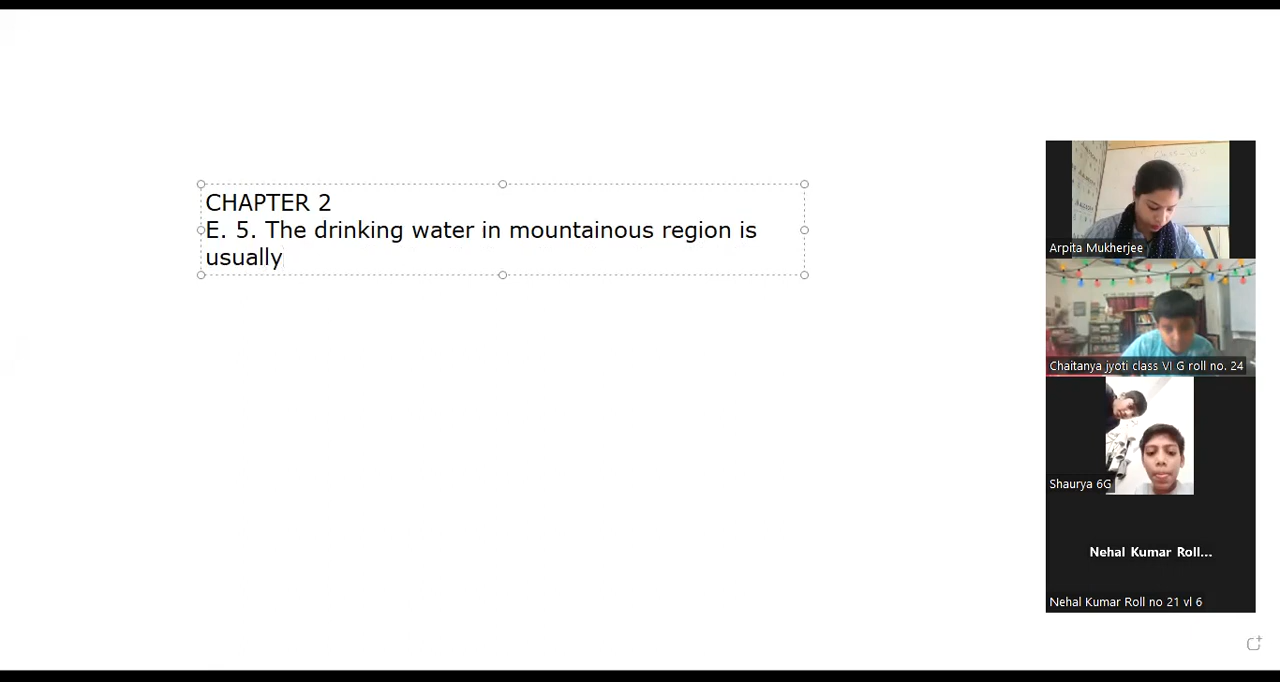 CHAPTER 2
E. 5. The drinking water in mountainous region is
usually
Arpita Mukherjee
Chaitanya jyoti class VI G roll no. 24
Shaurya 6G
Nehal Kumar Roll...
Nehal Kumar Roll no 21 vl 6